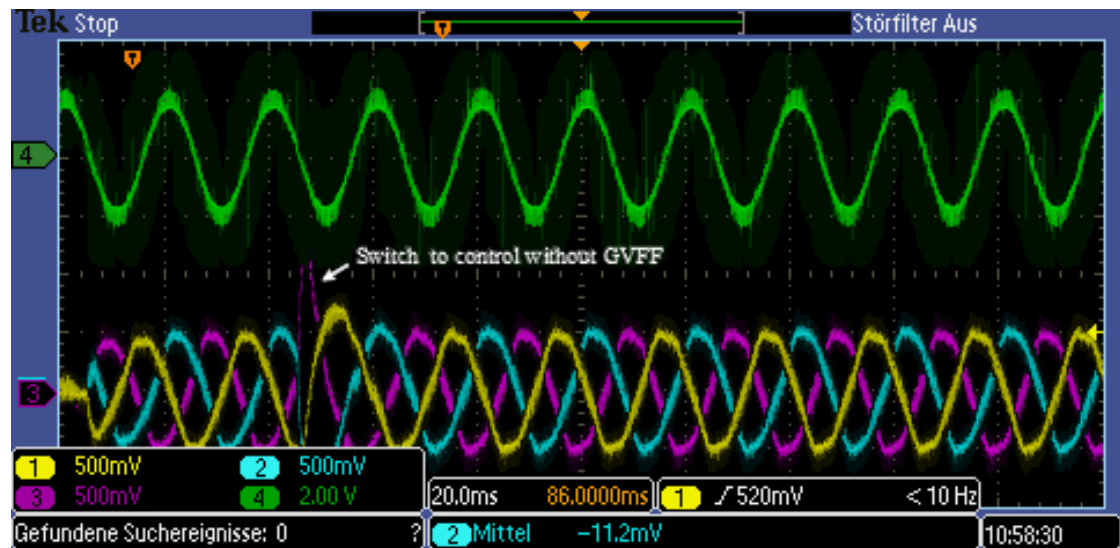 Tek Stop
Störfilter Aus
T
T
4
Switch to control without GVFF
3
1 500mV
2 500mV
3 500mV
4 2.00 V
20.0ms 86.0000ms
1 520mV < 10 Hz
Gefundene Suchereignisse: 0 ?
2 Mittel −11.2mV
10:58:30